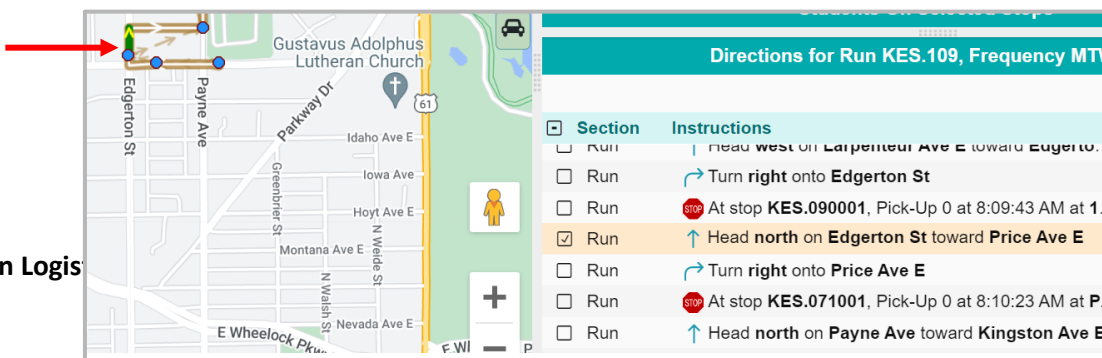 Students On Selected Stops
Directions for Run KES.109, Frequency MTW
Section Instructions
Run Head west on Larpenteur Ave E toward Edgerto.
Run Turn right onto Edgerton St
Run STOP At stop KES.090001, Pick-Up 0 at 8:09:43 AM at 1.
Run Head north on Edgerton St toward Price Ave E
Run Turn right onto Price Ave E
Run STOP At stop KES.071001, Pick-Up 0 at 8:10:23 AM at P.
Run Head north on Payne Ave toward Kingston Ave E
Gustavus Adolphus
Lutheran Church
61
Edgerton St
Payne Ave
Parkway Dr
Idaho Ave E
Iowa Ave
Greenbrier St
Hoyt Ave E
N Weide St
Montana Ave E
N Walsh St
Nevada Ave E
E Wheelock Pkwy
E Wl
P
+
−
n Logis